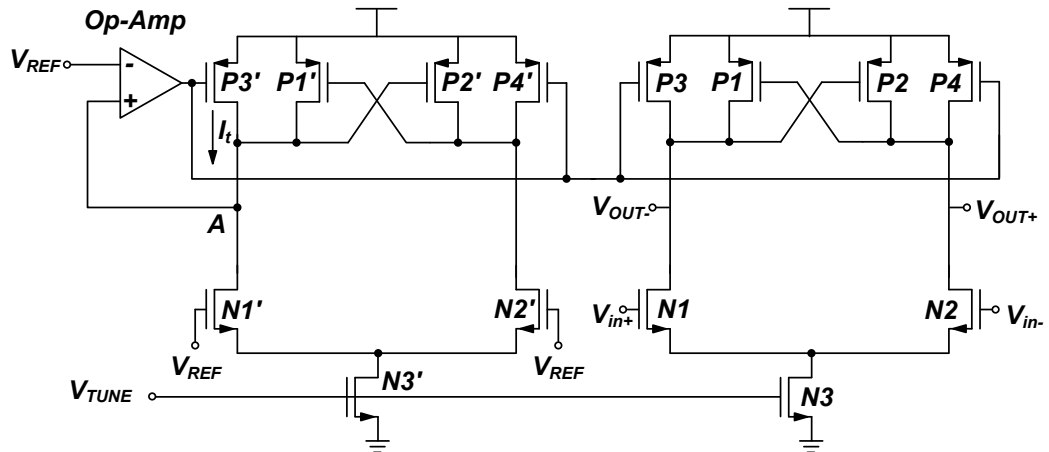 Op-Amp
V_REF
-
+
P3'
P1'
P2'
P4'
P3
P1
P2
P4
I_t
A
V_OUT-
V_OUT+
N1'
N2'
V_in+
N1
N2
V_in-
V_REF
V_REF
N3'
V_TUNE
N3